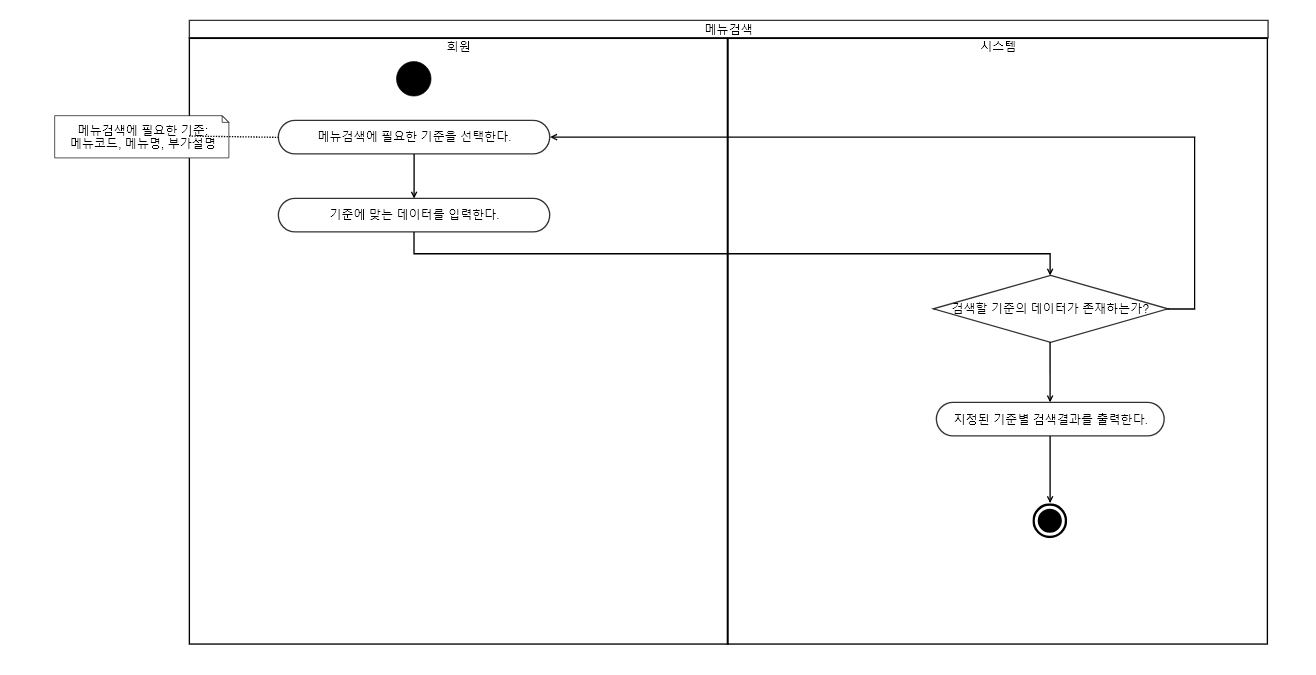 메뉴검색
회원
시스템
메뉴검색에 필요한 기준:
메뉴코드, 메뉴명, 부가설명
메뉴검색에 필요한 기준을 선택한다.
기준에 맞는 데이터를 입력한다.
검색할 기준의 데이터가 존재하는가?
지정된 기준별 검색결과를 출력한다.